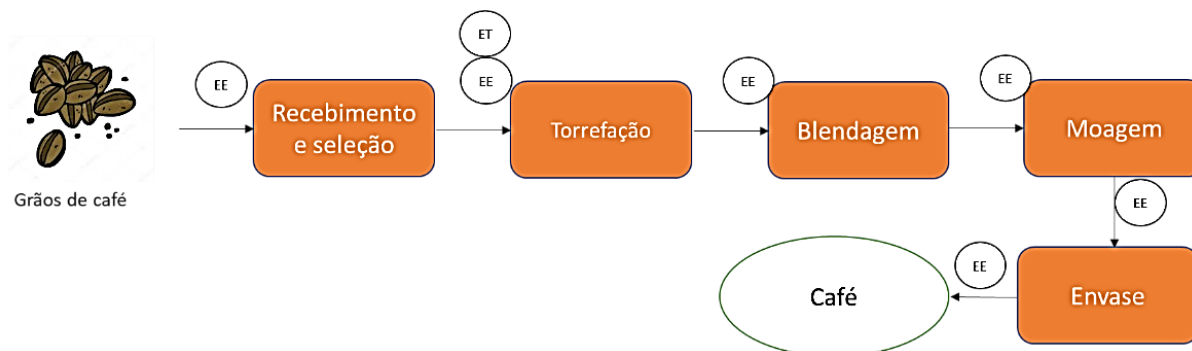 Grãos de café
EE
Recebimento
e seleção
ET
EE
Torrefação
EE
Blendagem
EE
Moagem
EE
Envase
EE
Café